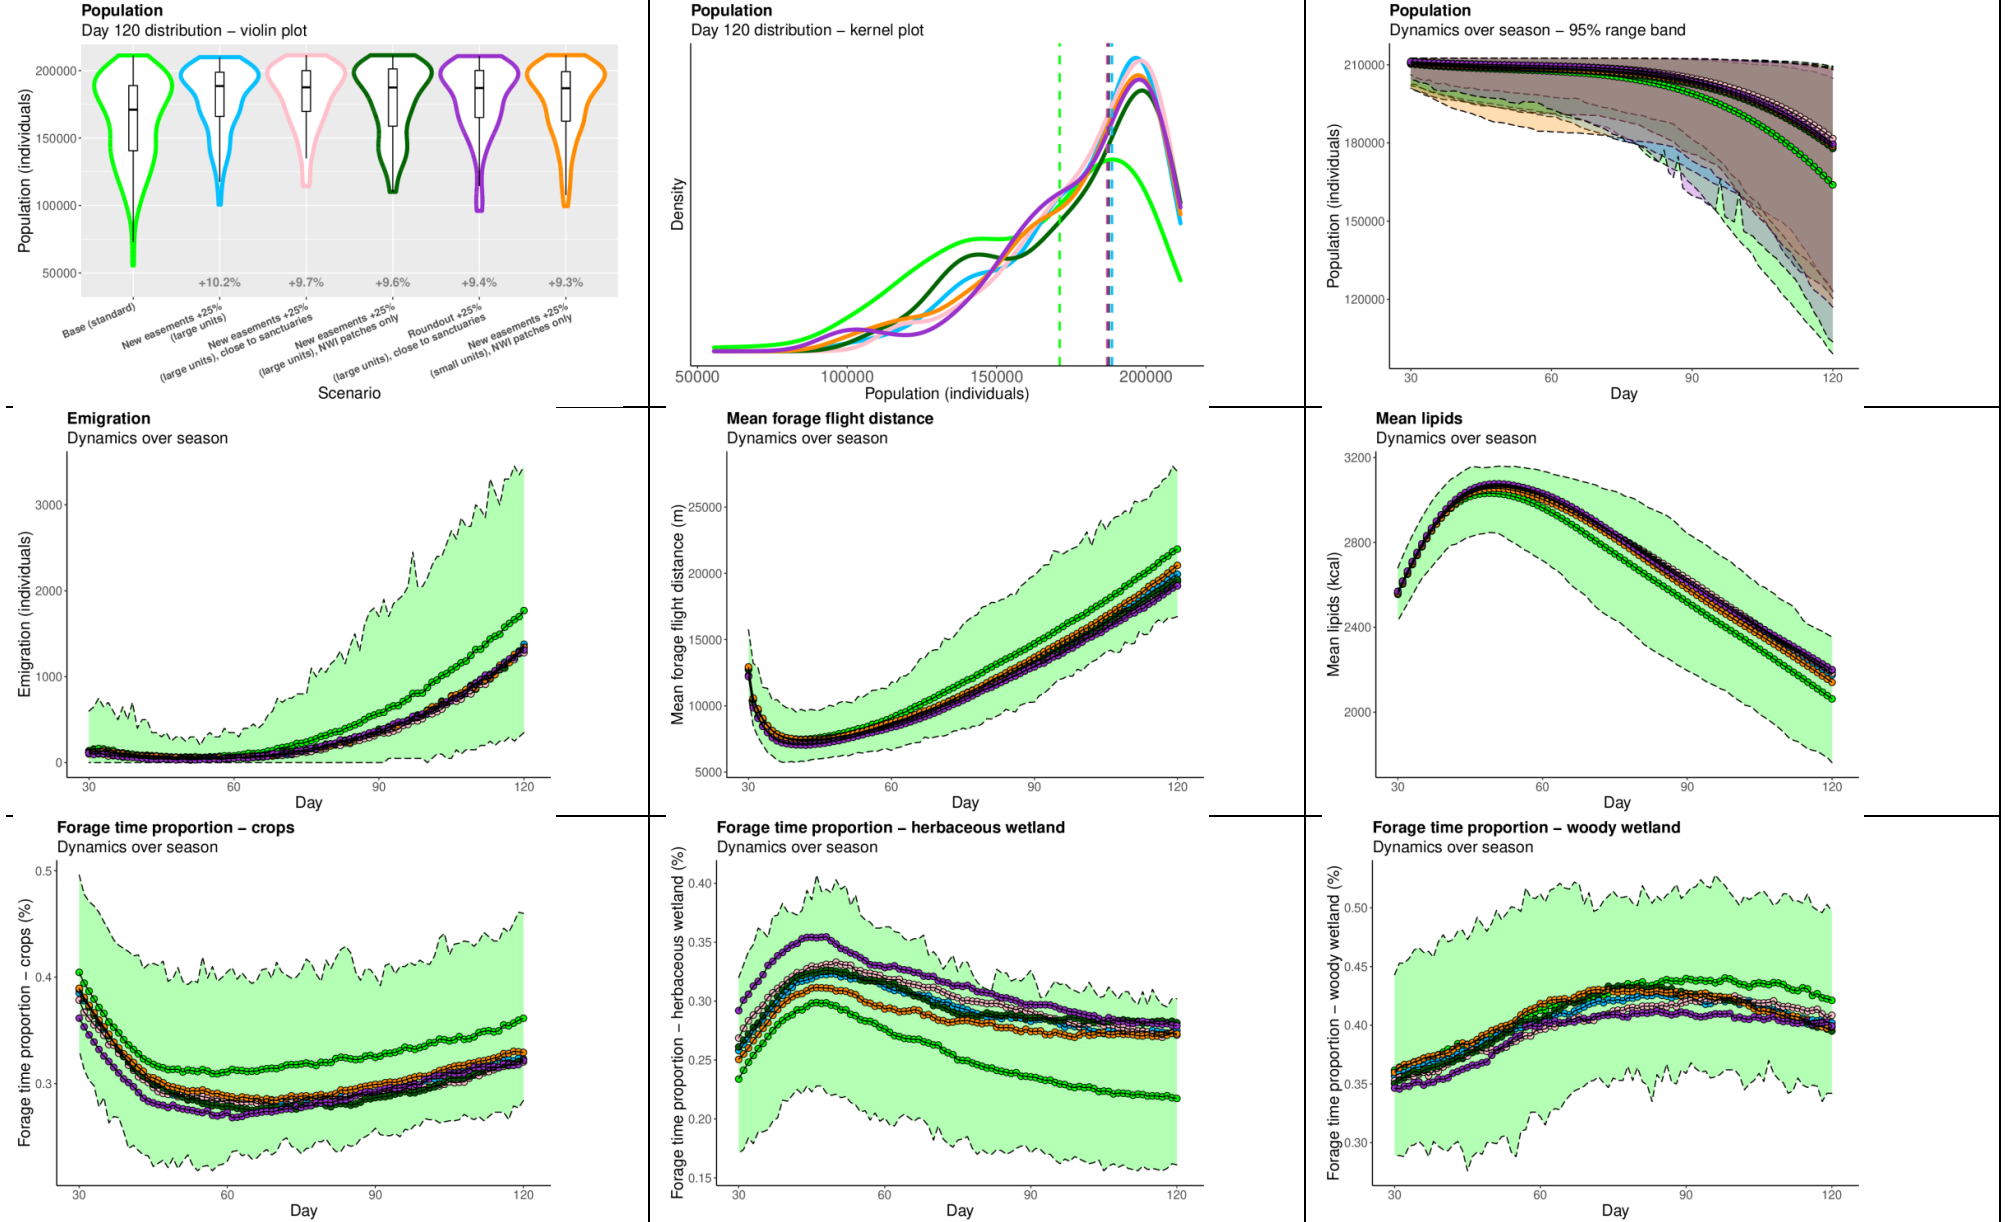 Population
Day 120 distribution – violin plot
Population (individuals)
200000
150000
100000
50000
+10.2%
+9.7%
+9.6%
+9.4%
+9.3%
Base (standard)
New easements +25%
(large units)
New easements +25%
(large units), close to sanctuaries
New easements +25%
(large units), NWI patches only
Roundout +25%
(large units), close to sanctuaries
New easements +25%
(small units), NWI patches only
Scenario
Population
Day 120 distribution – kernel plot
Density
50000
100000
150000
200000
Population (individuals)
Population
Dynamics over season – 95% range band
Population (individuals)
210000
180000
150000
120000
30
60
90
120
Day
Emigration
Dynamics over season
Emigration (individuals)
3000
2000
1000
0
30
60
90
120
Day
Mean forage flight distance
Dynamics over season
Mean forage flight distance (m)
25000
20000
15000
10000
5000
30
60
90
120
Day
Mean lipids
Dynamics over season
Mean lipids (kcal)
3200
2800
2400
2000
30
60
90
120
Day
Forage time proportion – crops
Dynamics over season
Forage time proportion – crops (%)
0.5
0.4
0.3
30
60
90
120
Day
Forage time proportion – herbaceous wetland
Dynamics over season
Forage time proportion – herbaceous wetland (%)
0.40
0.35
0.30
0.25
0.20
0.15
30
60
90
120
Day
Forage time proportion – woody wetland
Dynamics over season
Forage time proportion – woody wetland (%)
0.50
0.45
0.40
0.35
0.30
30
60
90
120
Day